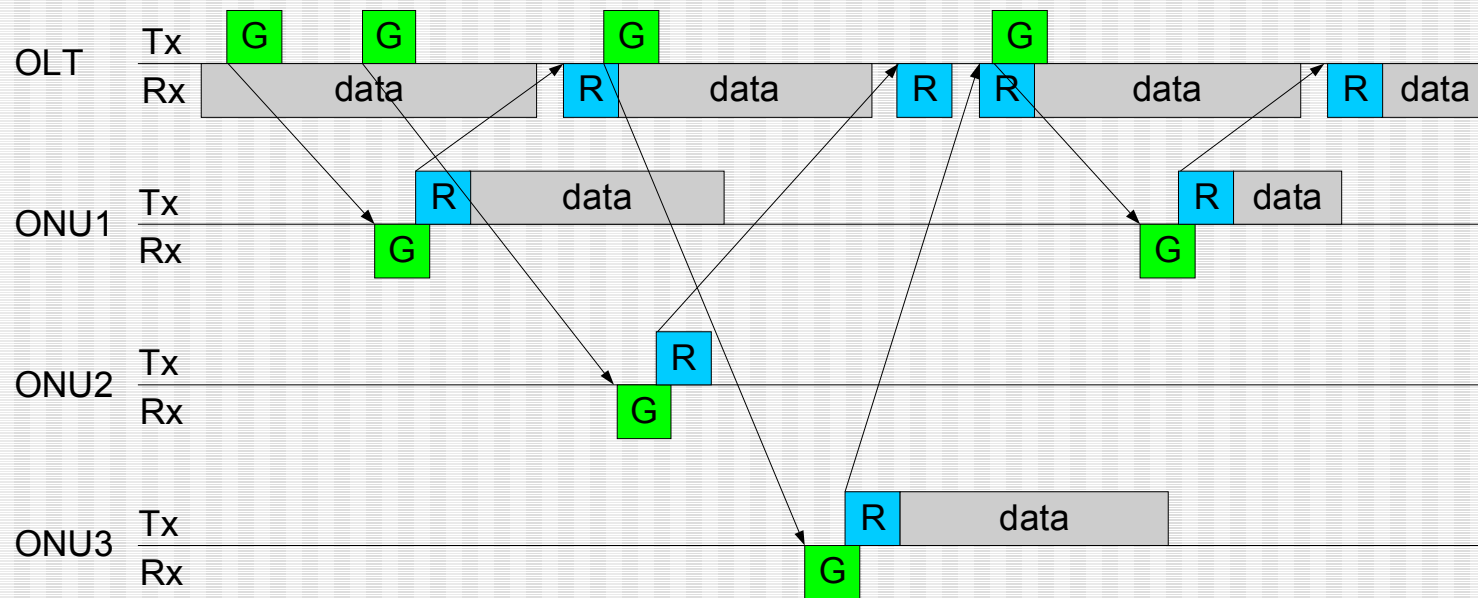 G G G G
OLT Tx
Rx data R data R R data R data
ONU1 Tx R data R data
Rx G G
ONU2 Tx R
Rx G
ONU3 Tx R data
Rx G